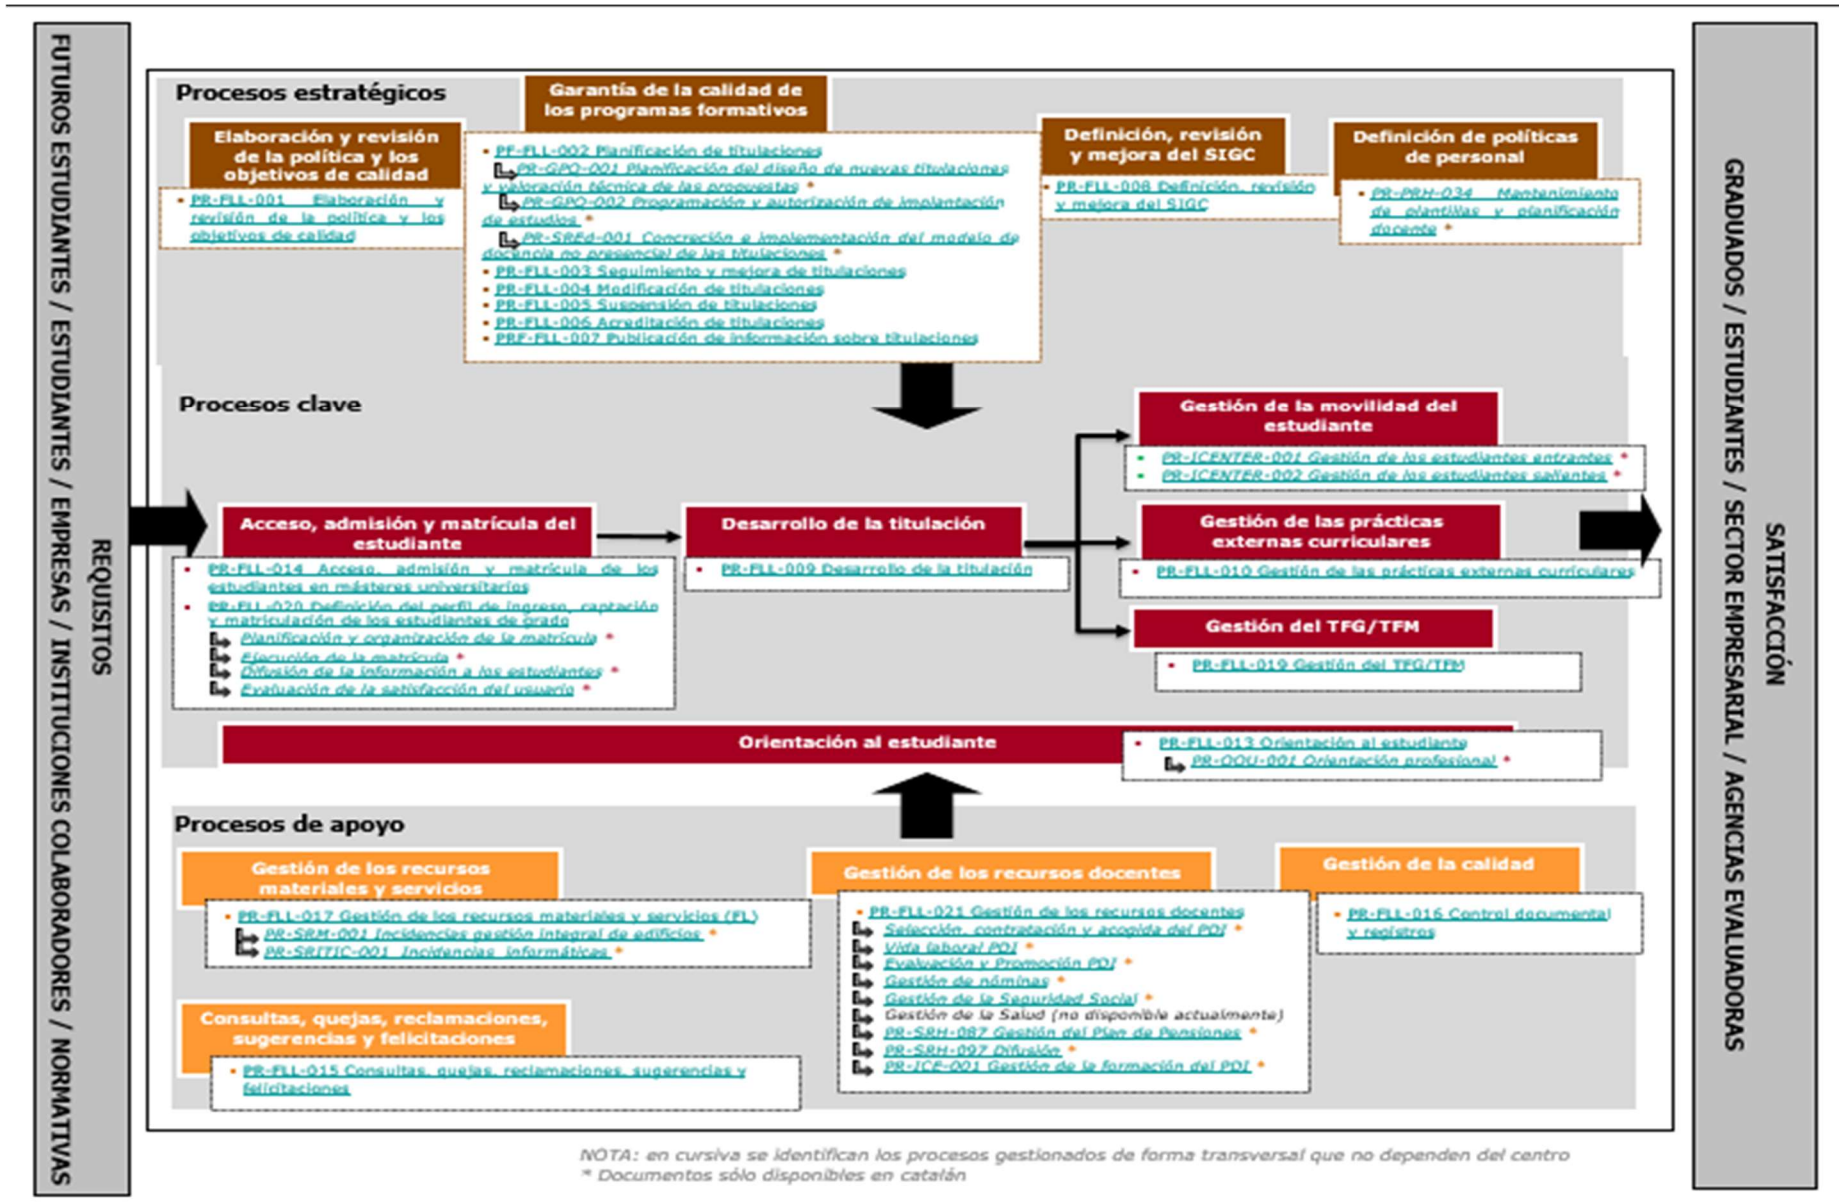 FUTUROS ESTUDIANTES / ESTUDIANTES / EMPRESAS / INSTITUCIONES COLABORADORES / NORMATIVAS
REQUISITOS
Procesos estratégicos
Elaboración y revisión
de la política y los
objetivos de calidad
PR-FLL-001 Elaboración y
revisión de la política y los
objetivos de calidad
Garantía de la calidad de
los programas formativos
PF-FLL-002 Planificación de titulaciones
PR-GPQ-001 Planificación del diseño de nuevas titulaciones
y valoración técnica de las propuestas *
PR-GPQ-002 Programación y autorización de implantación
de estudios *
PR-SREd-001 Concreción e implementación del modelo de
docencia no presencial de las titulaciones *
PR-FLL-003 Seguimiento y mejora de titulaciones
PR-FLL-004 Modificación de titulaciones
PR-FLL-005 Suspensión de titulaciones
PR-FLL-006 Acreditación de titulaciones
PRF-FLL-007 Publicación de información sobre titulaciones
Definición, revisión
y mejora del SIGC
PR-FLL-008 Definición, revisión
y mejora del SIGC
Definición de políticas
de personal
PR-PRH-034 Mantenimiento
de plantillas y planificación
docente *
Procesos clave
Acceso, admisión y matrícula del
estudiante
PR-FLL-014 Acceso, admisión y matrícula de los
estudiantes en másteres universitarios
PR-FLL-020 Definición del perfil de ingreso, captación
y matriculación de los estudiantes de grado
Planificación y organización de la matrícula *
Ejecución de la matrícula *
Difusión de la información a los estudiantes *
Evaluación de la satisfacción del usuario *
Desarrollo de la titulación
PR-FLL-009 Desarrollo de la titulación
Gestión de la movilidad del
estudiante
PR-ICENTER-001 Gestión de los estudiantes entrantes *
PR-ICENTER-002 Gestión de los estudiantes salientes *
Gestión de las prácticas
externas curriculares
PR-FLL-010 Gestión de las prácticas externas curriculares
Gestión del TFG/TFM
PR-FLL-019 Gestión del TFG/TFM
Orientación al estudiante
PR-FLL-013 Orientación al estudiante
PR-OOU-001 Orientación profesional *
Procesos de apoyo
Gestión de los recursos
materiales y servicios
PR-FLL-017 Gestión de los recursos materiales y servicios (FL)
PR-SRM-001 Incidencias gestión integral de edificios *
PR-SRITIC-001 Incidencias informáticas *
Consultas, quejas, reclamaciones,
sugerencias y felicitaciones
PR-FLL-015 Consultas, quejas, reclamaciones, sugerencias y
felicitaciones
Gestión de los recursos docentes
PR-FLL-021 Gestión de los recursos docentes
Selección, contratación y acogida del PDI *
Vida laboral PDI *
Evaluación y Promoción PDI *
Gestión de nóminas *
Gestión de la Seguridad Social *
Gestión de la Salud (no disponible actualmente)
PR-SRH-087 Gestión del Plan de Pensiones *
PR-SRH-097 Difusión *
PR-ICE-001 Gestión de la formación del PDI *
Gestión de la calidad
PR-FLL-016 Control documental
y registros
SATISFACCIÓN
GRADUADOS / ESTUDIANTES / SECTOR EMPRESARIAL / AGENCIAS EVALUADORAS
NOTA: en cursiva se identifican los procesos gestionados de forma transversal que no dependen del centro
* Documentos sólo disponibles en catalán